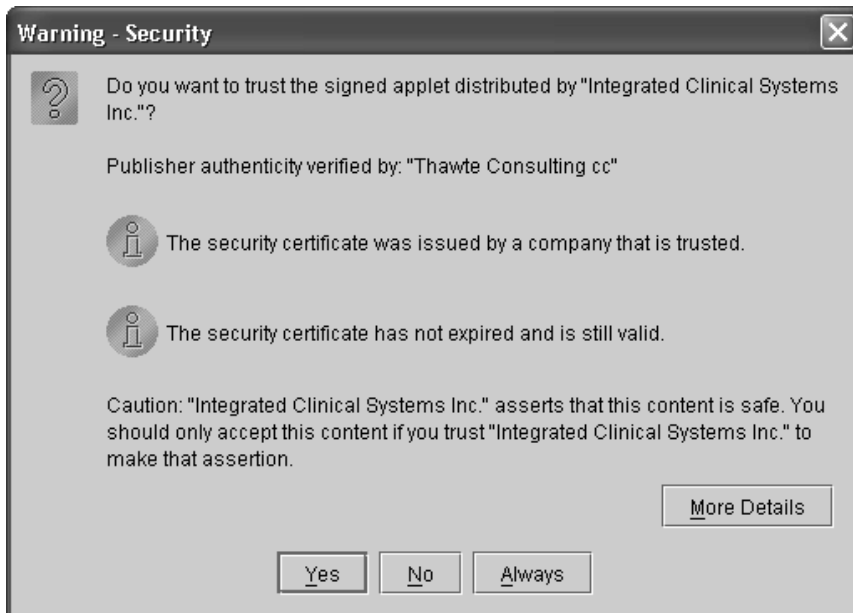 Warning - Security
Do you want to trust the signed applet distributed by "Integrated Clinical Systems
Inc."?
Publisher authenticity verified by: "Thawte Consulting cc"
The security certificate was issued by a company that is trusted.
The security certificate has not expired and is still valid.
Caution: "Integrated Clinical Systems Inc." asserts that this content is safe. You
should only accept this content if you trust "Integrated Clinical Systems Inc." to
make that assertion.
More Details
Yes No Always